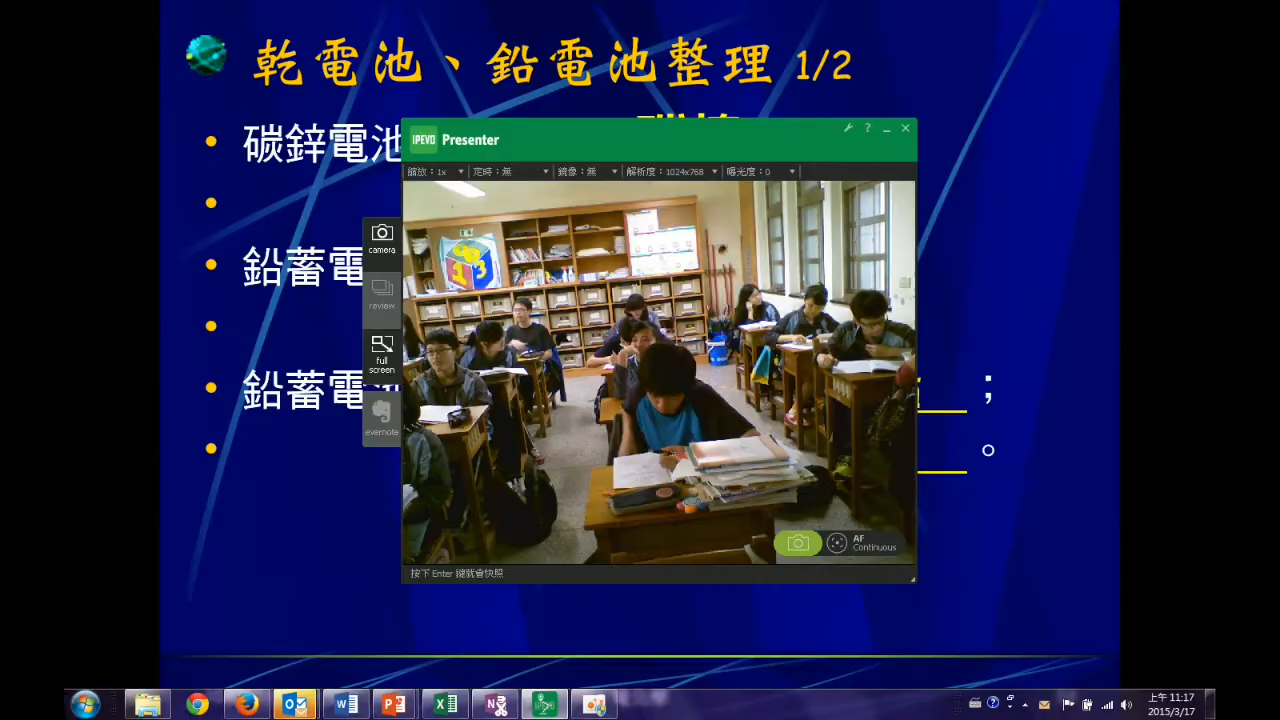 乾電池、鉛電池整理 1/2
碳鋅電池
鉛蓄電
鉛蓄電池
；
。
IPEVO Presenter
縮放：1x 定時：無 鏡像：無 解析度：1024x768 曝光度：0
camera
review
full screen
evernote
AF
Continuous
按下 Enter 鍵就會快照
上午 11:17
2015/3/17